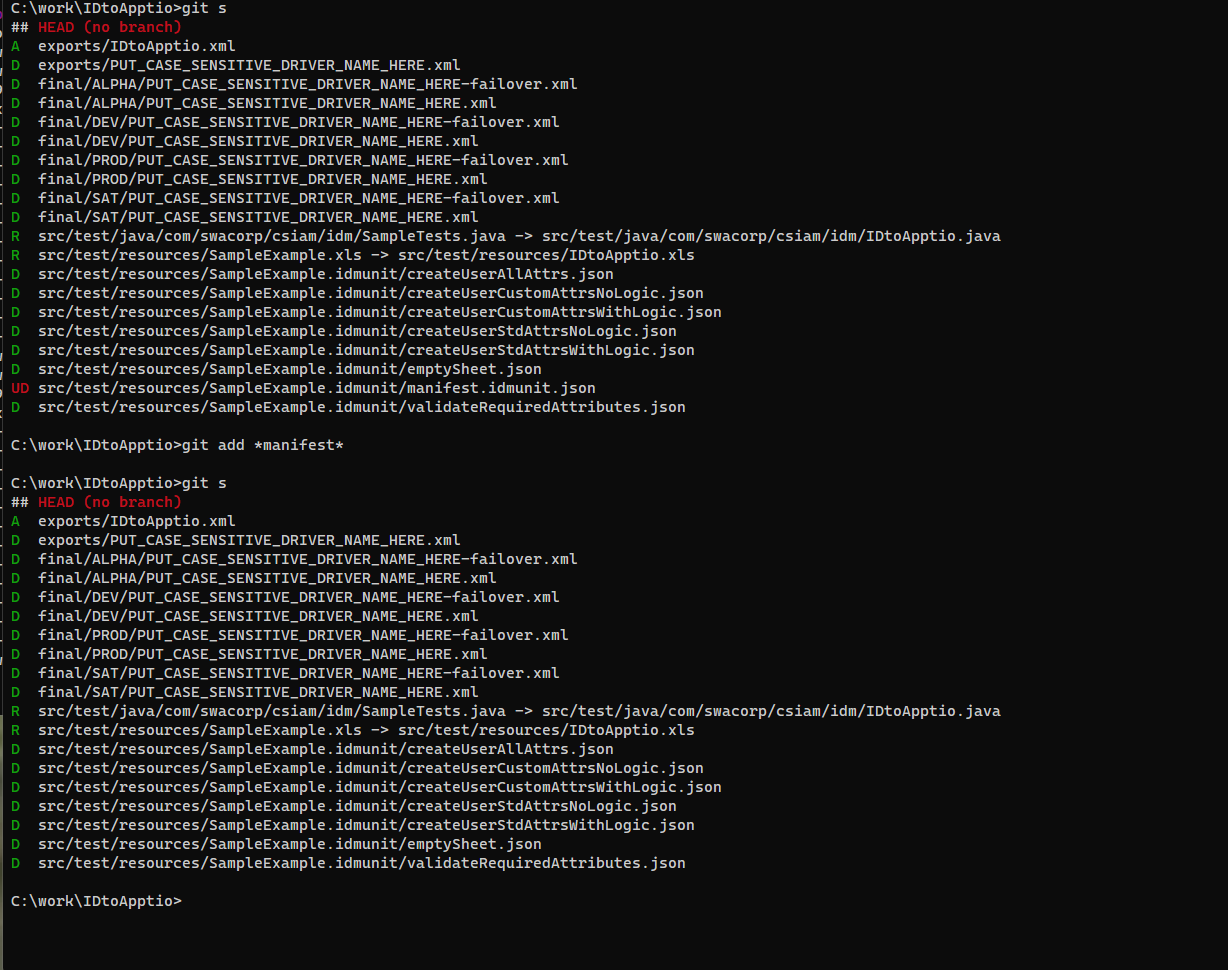 C:\work\IDtoApptio>git s
## HEAD (no branch)
A  exports/IDtoApptio.xml
D  exports/PUT_CASE_SENSITIVE_DRIVER_NAME_HERE.xml
D  final/ALPHA/PUT_CASE_SENSITIVE_DRIVER_NAME_HERE-failover.xml
D  final/ALPHA/PUT_CASE_SENSITIVE_DRIVER_NAME_HERE.xml
D  final/DEV/PUT_CASE_SENSITIVE_DRIVER_NAME_HERE-failover.xml
D  final/DEV/PUT_CASE_SENSITIVE_DRIVER_NAME_HERE.xml
D  final/PROD/PUT_CASE_SENSITIVE_DRIVER_NAME_HERE-failover.xml
D  final/PROD/PUT_CASE_SENSITIVE_DRIVER_NAME_HERE.xml
D  final/SAT/PUT_CASE_SENSITIVE_DRIVER_NAME_HERE-failover.xml
D  final/SAT/PUT_CASE_SENSITIVE_DRIVER_NAME_HERE.xml
R  src/test/java/com/swacorp/csiam/idm/SampleTests.java -> src/test/java/com/swacorp/csiam/idm/IDtoApptio.java
R  src/test/resources/SampleExample.xls -> src/test/resources/IDtoApptio.xls
D  src/test/resources/SampleExample.idmunit/createUserAllAttrs.json
D  src/test/resources/SampleExample.idmunit/createUserCustomAttrsNoLogic.json
D  src/test/resources/SampleExample.idmunit/createUserCustomAttrsWithLogic.json
D  src/test/resources/SampleExample.idmunit/createUserStdAttrsNoLogic.json
D  src/test/resources/SampleExample.idmunit/createUserStdAttrsWithLogic.json
D  src/test/resources/SampleExample.idmunit/emptySheet.json
UD src/test/resources/SampleExample.idmunit/manifest.idmunit.json
D  src/test/resources/SampleExample.idmunit/validateRequiredAttributes.json
C:\work\IDtoApptio>git add *manifest*
C:\work\IDtoApptio>git s
## HEAD (no branch)
A  exports/IDtoApptio.xml
D  exports/PUT_CASE_SENSITIVE_DRIVER_NAME_HERE.xml
D  final/ALPHA/PUT_CASE_SENSITIVE_DRIVER_NAME_HERE-failover.xml
D  final/ALPHA/PUT_CASE_SENSITIVE_DRIVER_NAME_HERE.xml
D  final/DEV/PUT_CASE_SENSITIVE_DRIVER_NAME_HERE-failover.xml
D  final/DEV/PUT_CASE_SENSITIVE_DRIVER_NAME_HERE.xml
D  final/PROD/PUT_CASE_SENSITIVE_DRIVER_NAME_HERE-failover.xml
D  final/PROD/PUT_CASE_SENSITIVE_DRIVER_NAME_HERE.xml
D  final/SAT/PUT_CASE_SENSITIVE_DRIVER_NAME_HERE-failover.xml
D  final/SAT/PUT_CASE_SENSITIVE_DRIVER_NAME_HERE.xml
R  src/test/java/com/swacorp/csiam/idm/SampleTests.java -> src/test/java/com/swacorp/csiam/idm/IDtoApptio.java
R  src/test/resources/SampleExample.xls -> src/test/resources/IDtoApptio.xls
D  src/test/resources/SampleExample.idmunit/createUserAllAttrs.json
D  src/test/resources/SampleExample.idmunit/createUserCustomAttrsNoLogic.json
D  src/test/resources/SampleExample.idmunit/createUserCustomAttrsWithLogic.json
D  src/test/resources/SampleExample.idmunit/createUserStdAttrsNoLogic.json
D  src/test/resources/SampleExample.idmunit/createUserStdAttrsWithLogic.json
D  src/test/resources/SampleExample.idmunit/emptySheet.json
D  src/test/resources/SampleExample.idmunit/validateRequiredAttributes.json
C:\work\IDtoApptio>